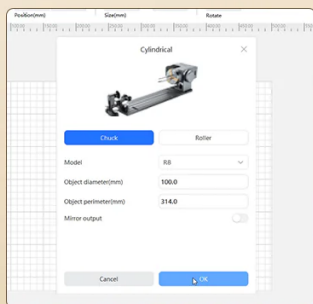 Position(mm) Size(mm) Rotate
Cylindrical
Chuck Roller
Model RB
Object diameter(mm) 100.0
Object perimeter(mm) 314.0
Mirror output
Cancel OK